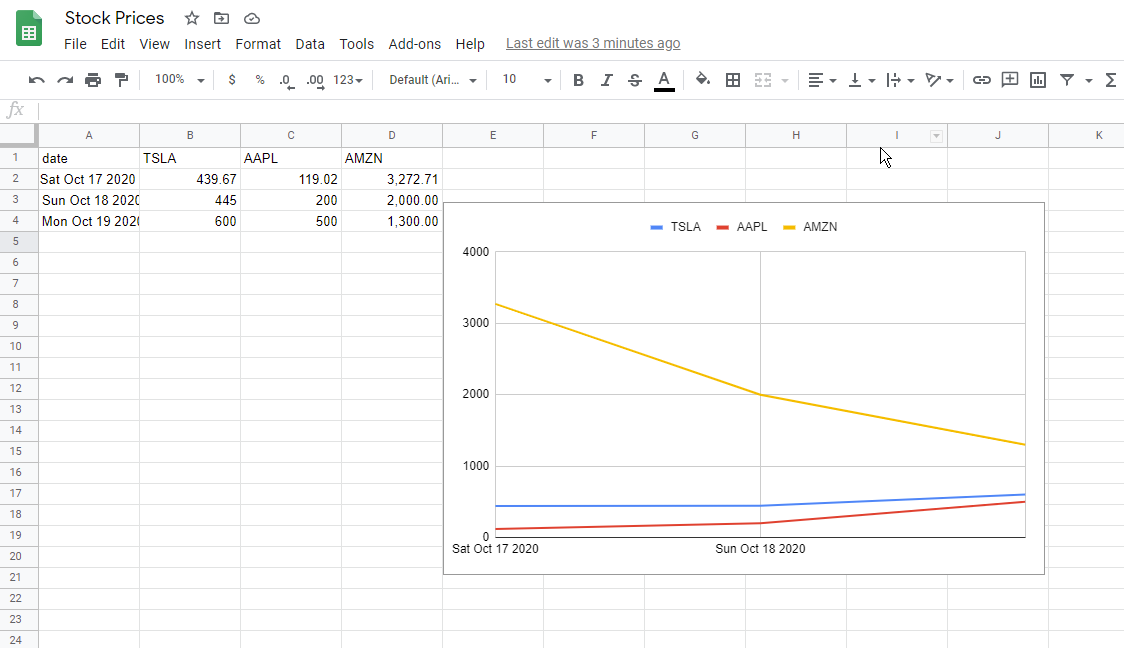 Stock Prices
File Edit View Insert Format Data Tools Add-ons Help Last edit was 3 minutes ago
100% $ % .0 .00 123 Default (Ari... 10 B I S A Σ
fx
A B C D E F G H I J K
1 date TSLA AAPL AMZN
2 Sat Oct 17 2020 439.67 119.02 3,272.71
3 Sun Oct 18 2020 445 200 2,000.00
4 Mon Oct 19 202 600 500 1,300.00
5
6
7
8
9
10
11
12
13
14
15
16
17
18
19
20
21
22
23
24
TSLA AAPL AMZN
4000
3000
2000
1000
0
Sat Oct 17 2020 Sun Oct 18 2020